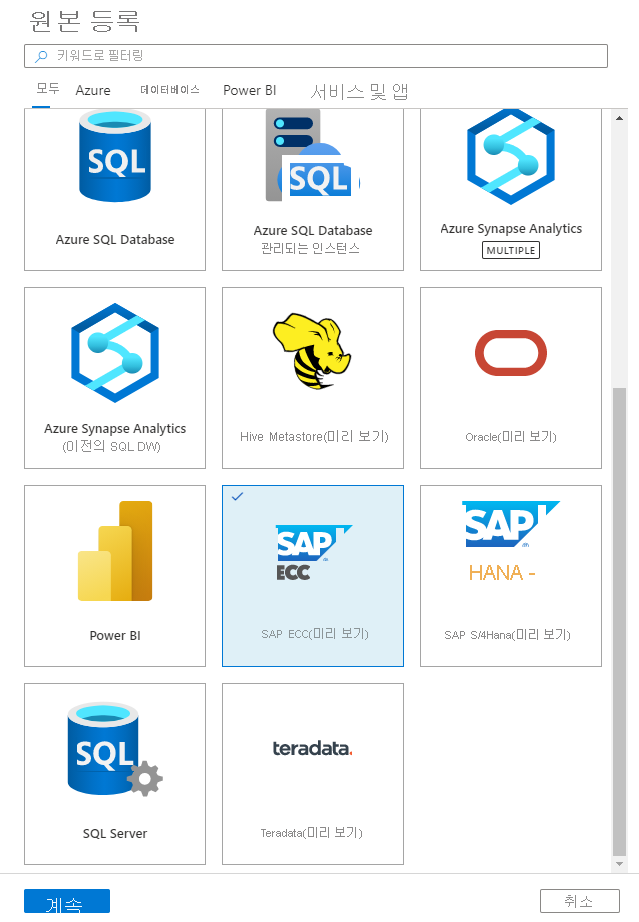 원본 등록
키워드로 필터링
모두 Azure 데이터베이스 Power BI 서비스 및 앱
SQL SQL
Azure SQL Database Azure SQL Database Azure Synapse Analytics
관리되는 인스턴스 MULTIPLE
Azure Synapse Analytics Hive Metastore(미리 보기) Oracle(미리 보기)
(이전의 SQL DW)
SAP SAP
ECC HANA -
Power BI SAP ECC(미리 보기) SAP S/4Hana(미리 보기)
SQL teradata.
SQL Server Teradata(미리 보기)
계속 취소